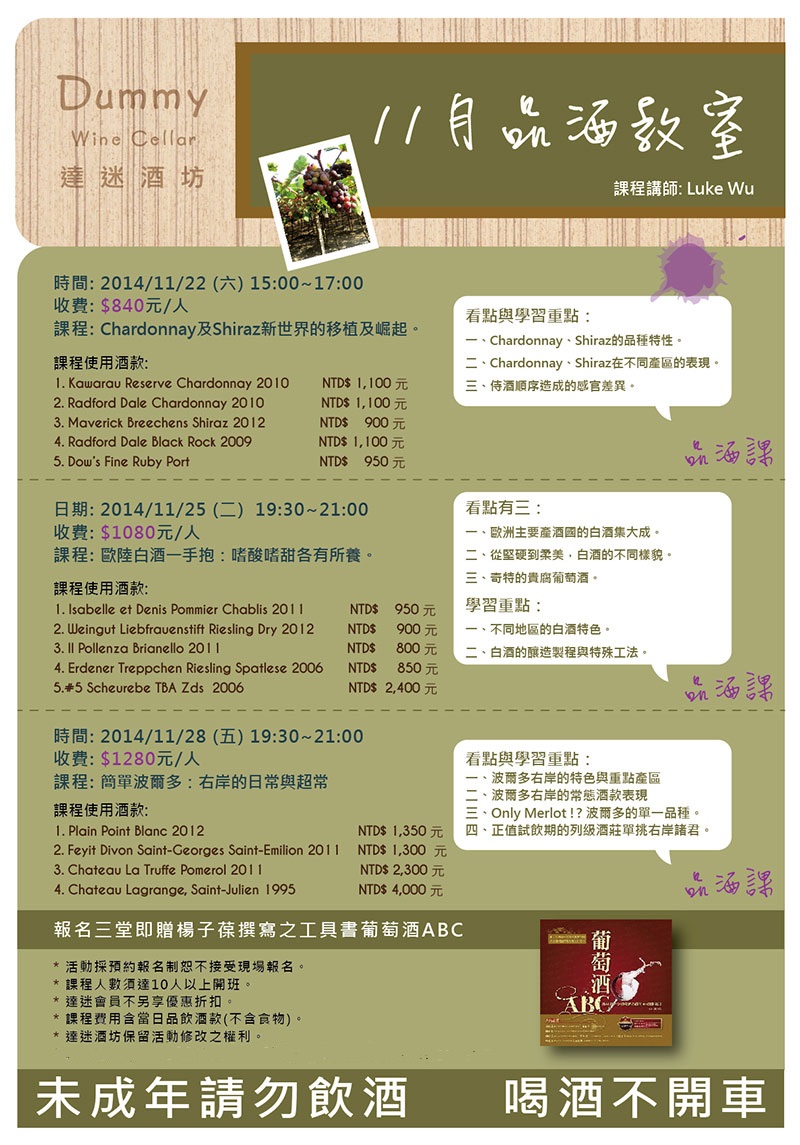 Dummy
Wine Cellar
達迷酒坊
11月品酒教室
課程講師: Luke Wu
時間: 2014/11/22 (六) 15:00~17:00
收費: $840元/人
課程: Chardonnay及Shiraz新世界的移植及崛起。
課程使用酒款:
1. Kawarau Reserve Chardonnay 2010 NTD$ 1,100 元
2. Radford Dale Chardonnay 2010 NTD$ 1,100 元
3. Maverick Breechens Shiraz 2012 NTD$ 900 元
4. Radford Dale Black Rock 2009 NTD$ 1,100 元
5. Dow's Fine Ruby Port NTD$ 950 元
看點與學習重點：
一、Chardonnay、Shiraz的品種特性。
二、Chardonnay、Shiraz在不同產區的表現。
三、侍酒順序造成的感官差異。
品酒課
日期: 2014/11/25 (二) 19:30~21:00
收費: $1080元/人
課程: 歐陸白酒一手抱：嗜酸嗜甜各有所養。
課程使用酒款:
1. Isabelle et Denis Pommier Chablis 2011 NTD$ 950 元
2. Weingut Liebfrauenstift Riesling Dry 2012 NTD$ 900 元
3. Il Pollenza Brianello 2011 NTD$ 800 元
4. Erdener Treppchen Riesling Spatlese 2006 NTD$ 850 元
5.#5 Scheurebe TBA Zds 2006 NTD$ 2,400 元
看點有三：
一、歐洲主要產酒國的白酒集大成。
二、從堅硬到柔美，白酒的不同樣貌。
三、奇特的貴腐葡萄酒。
學習重點：
一、不同地區的白酒特色。
二、白酒的釀造製程與特殊工法。
品酒課
時間: 2014/11/28 (五) 19:30~21:00
收費: $1280元/人
課程: 簡單波爾多：右岸的日常與超常
課程使用酒款:
1. Plain Point Blanc 2012 NTD$ 1,350 元
2. Feyit Divon Saint-Georges Saint-Emilion 2011 NTD$ 1,300 元
3. Chateau La Truffe Pomerol 2011 NTD$ 2,300 元
4. Chateau Lagrange, Saint-Julien 1995 NTD$ 4,000 元
看點與學習重點：
一、波爾多右岸的特色與重點產區
二、波爾多右岸的常態酒款表現
三、Only Merlot !? 波爾多的單一品種。
四、正值試飲期的列級酒莊單挑右岸諸君。
品酒課
報名三堂即贈楊子葆撰寫之工具書葡萄酒ABC
* 活動採預約報名制恕不接受現場報名。
* 課程人數須達10人以上開班。
* 達迷會員不另享優惠折扣。
* 課程費用含當日品飲酒款(不含食物)。
* 達迷酒坊保留活動修改之權利。
葡萄酒
ABC
未成年請勿飲酒 喝酒不開車